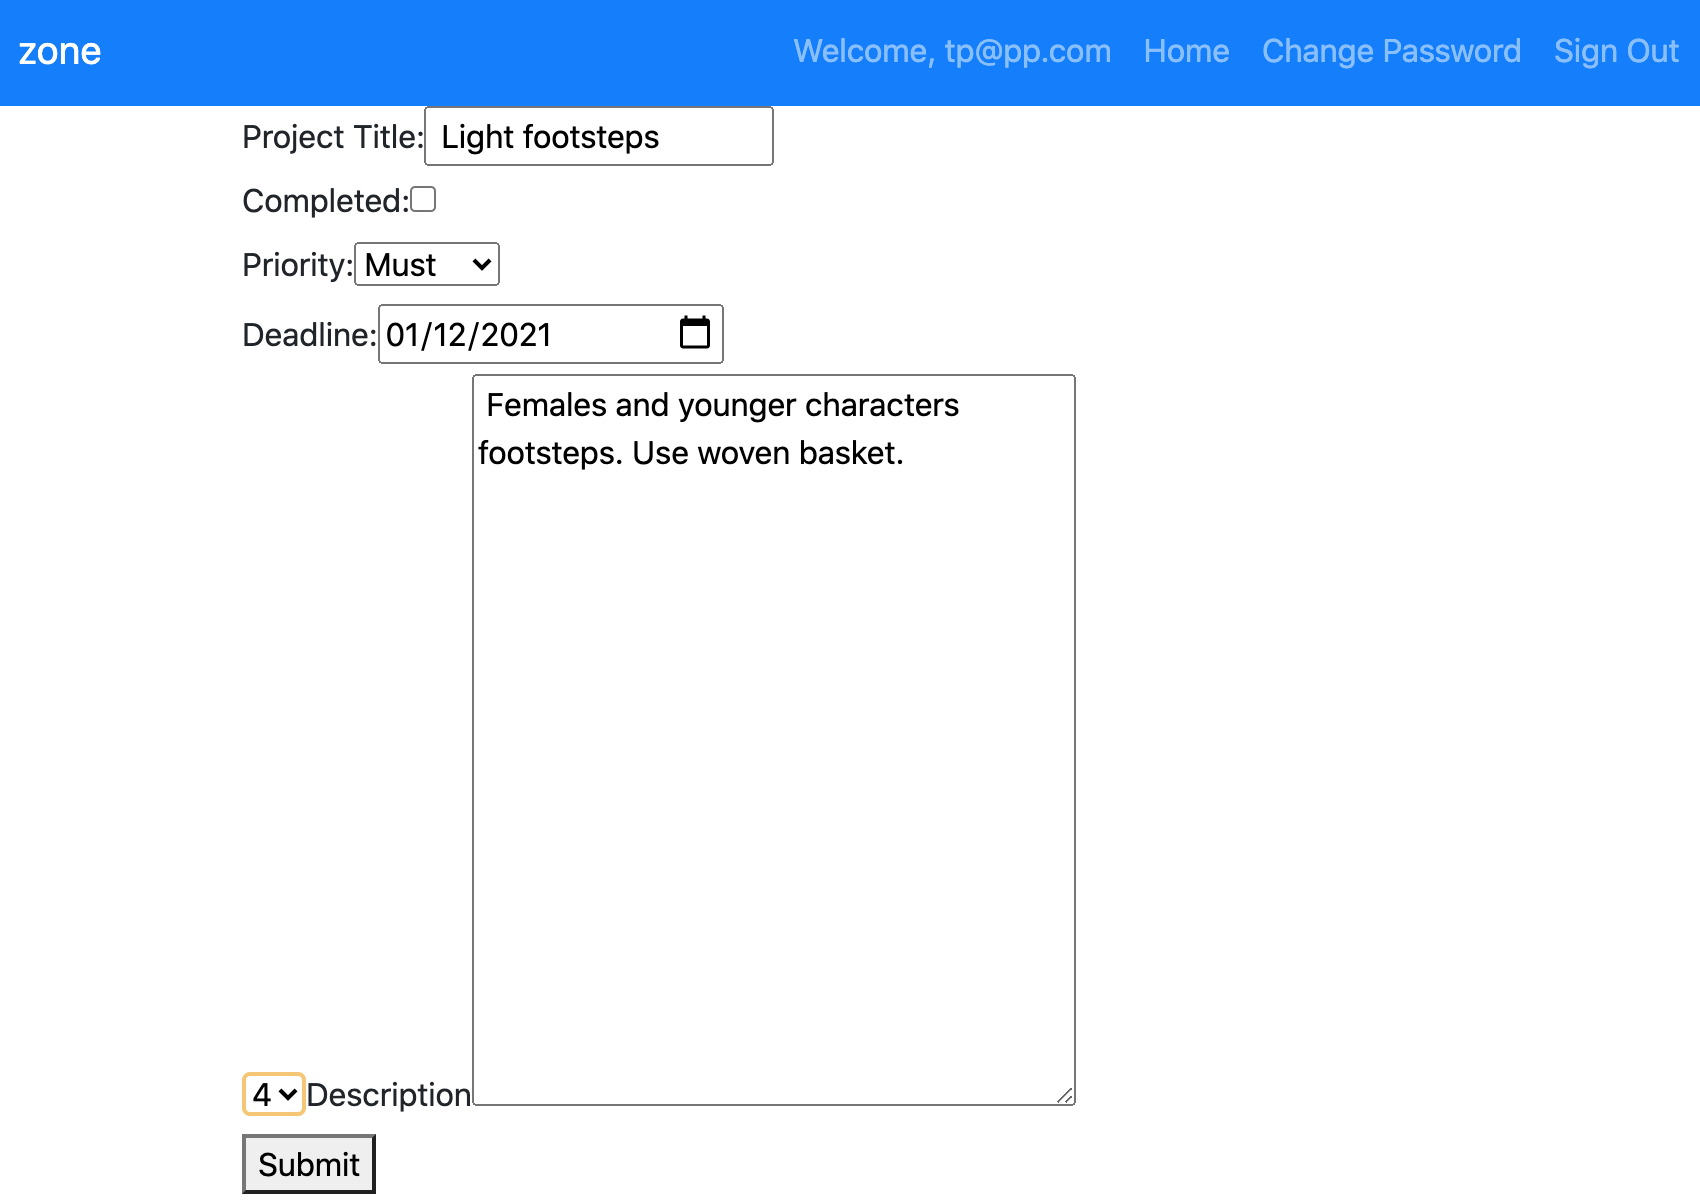 zone Welcome, tp@pp.com Home Change Password Sign Out
Project Title: Light footsteps
Completed:
Priority: Must
Deadline: 01/12/2021
Females and younger characters
footsteps. Use woven basket.
4 Description
Submit